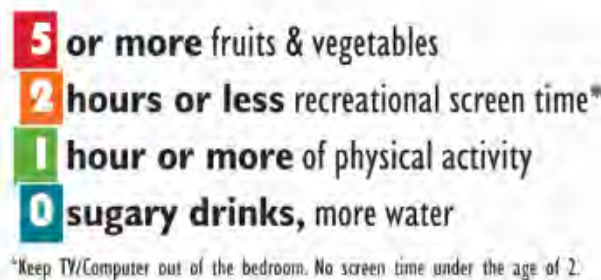 5 or more fruits & vegetables
2 hours or less recreational screen time*
1 hour or more of physical activity
0 sugary drinks, more water
*Keep TV/Computer out of the bedroom. No screen time under the age of 2.